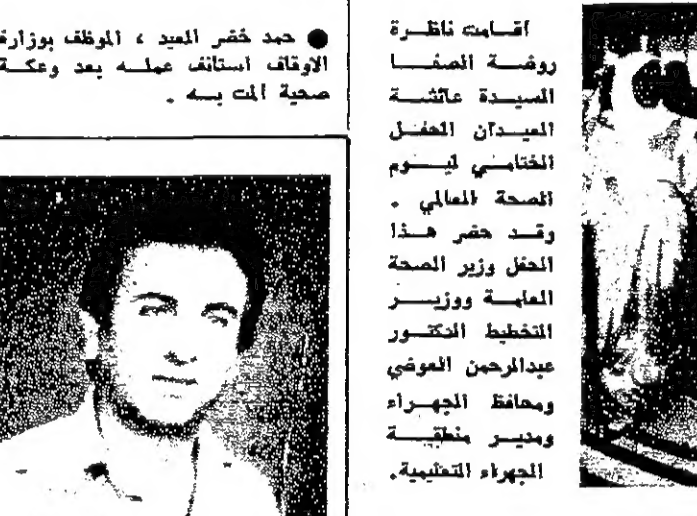 ● حمد خضر العيد ، الموظف بوزارة
الاوقاف استانف عمله بعد وعكة
صحية المت به .
اقامت ناظرة
روضة الصفا
السيدة عائشة
الميدان الحفل
الختامي ليوم
الصحة العالمي .
وقد حضر هذا
الحفل وزير الصحة
العامة ووزير
التخطيط الدكتور
عبدالرحمن العوضي
ومحافظ الجهراء
ومدير منطقة
الجهراء التعليمية.